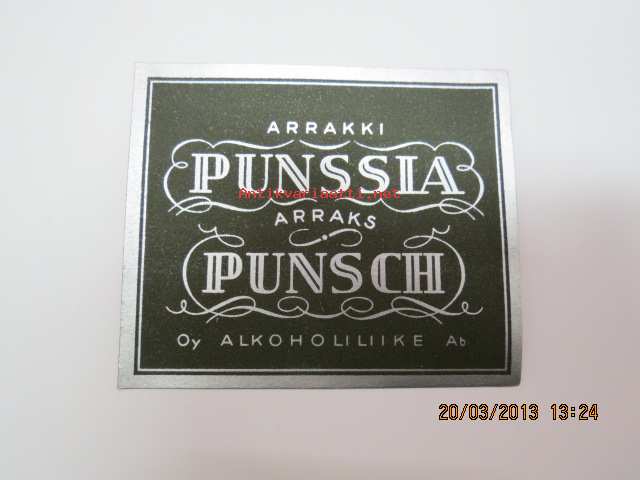 ARRAKKI
PUNSSIA
Antikvariaatti.net
ARRAKS
PUNSCH
Oy ALKOHOLILIIKE Ab
20/03/2013 13:24